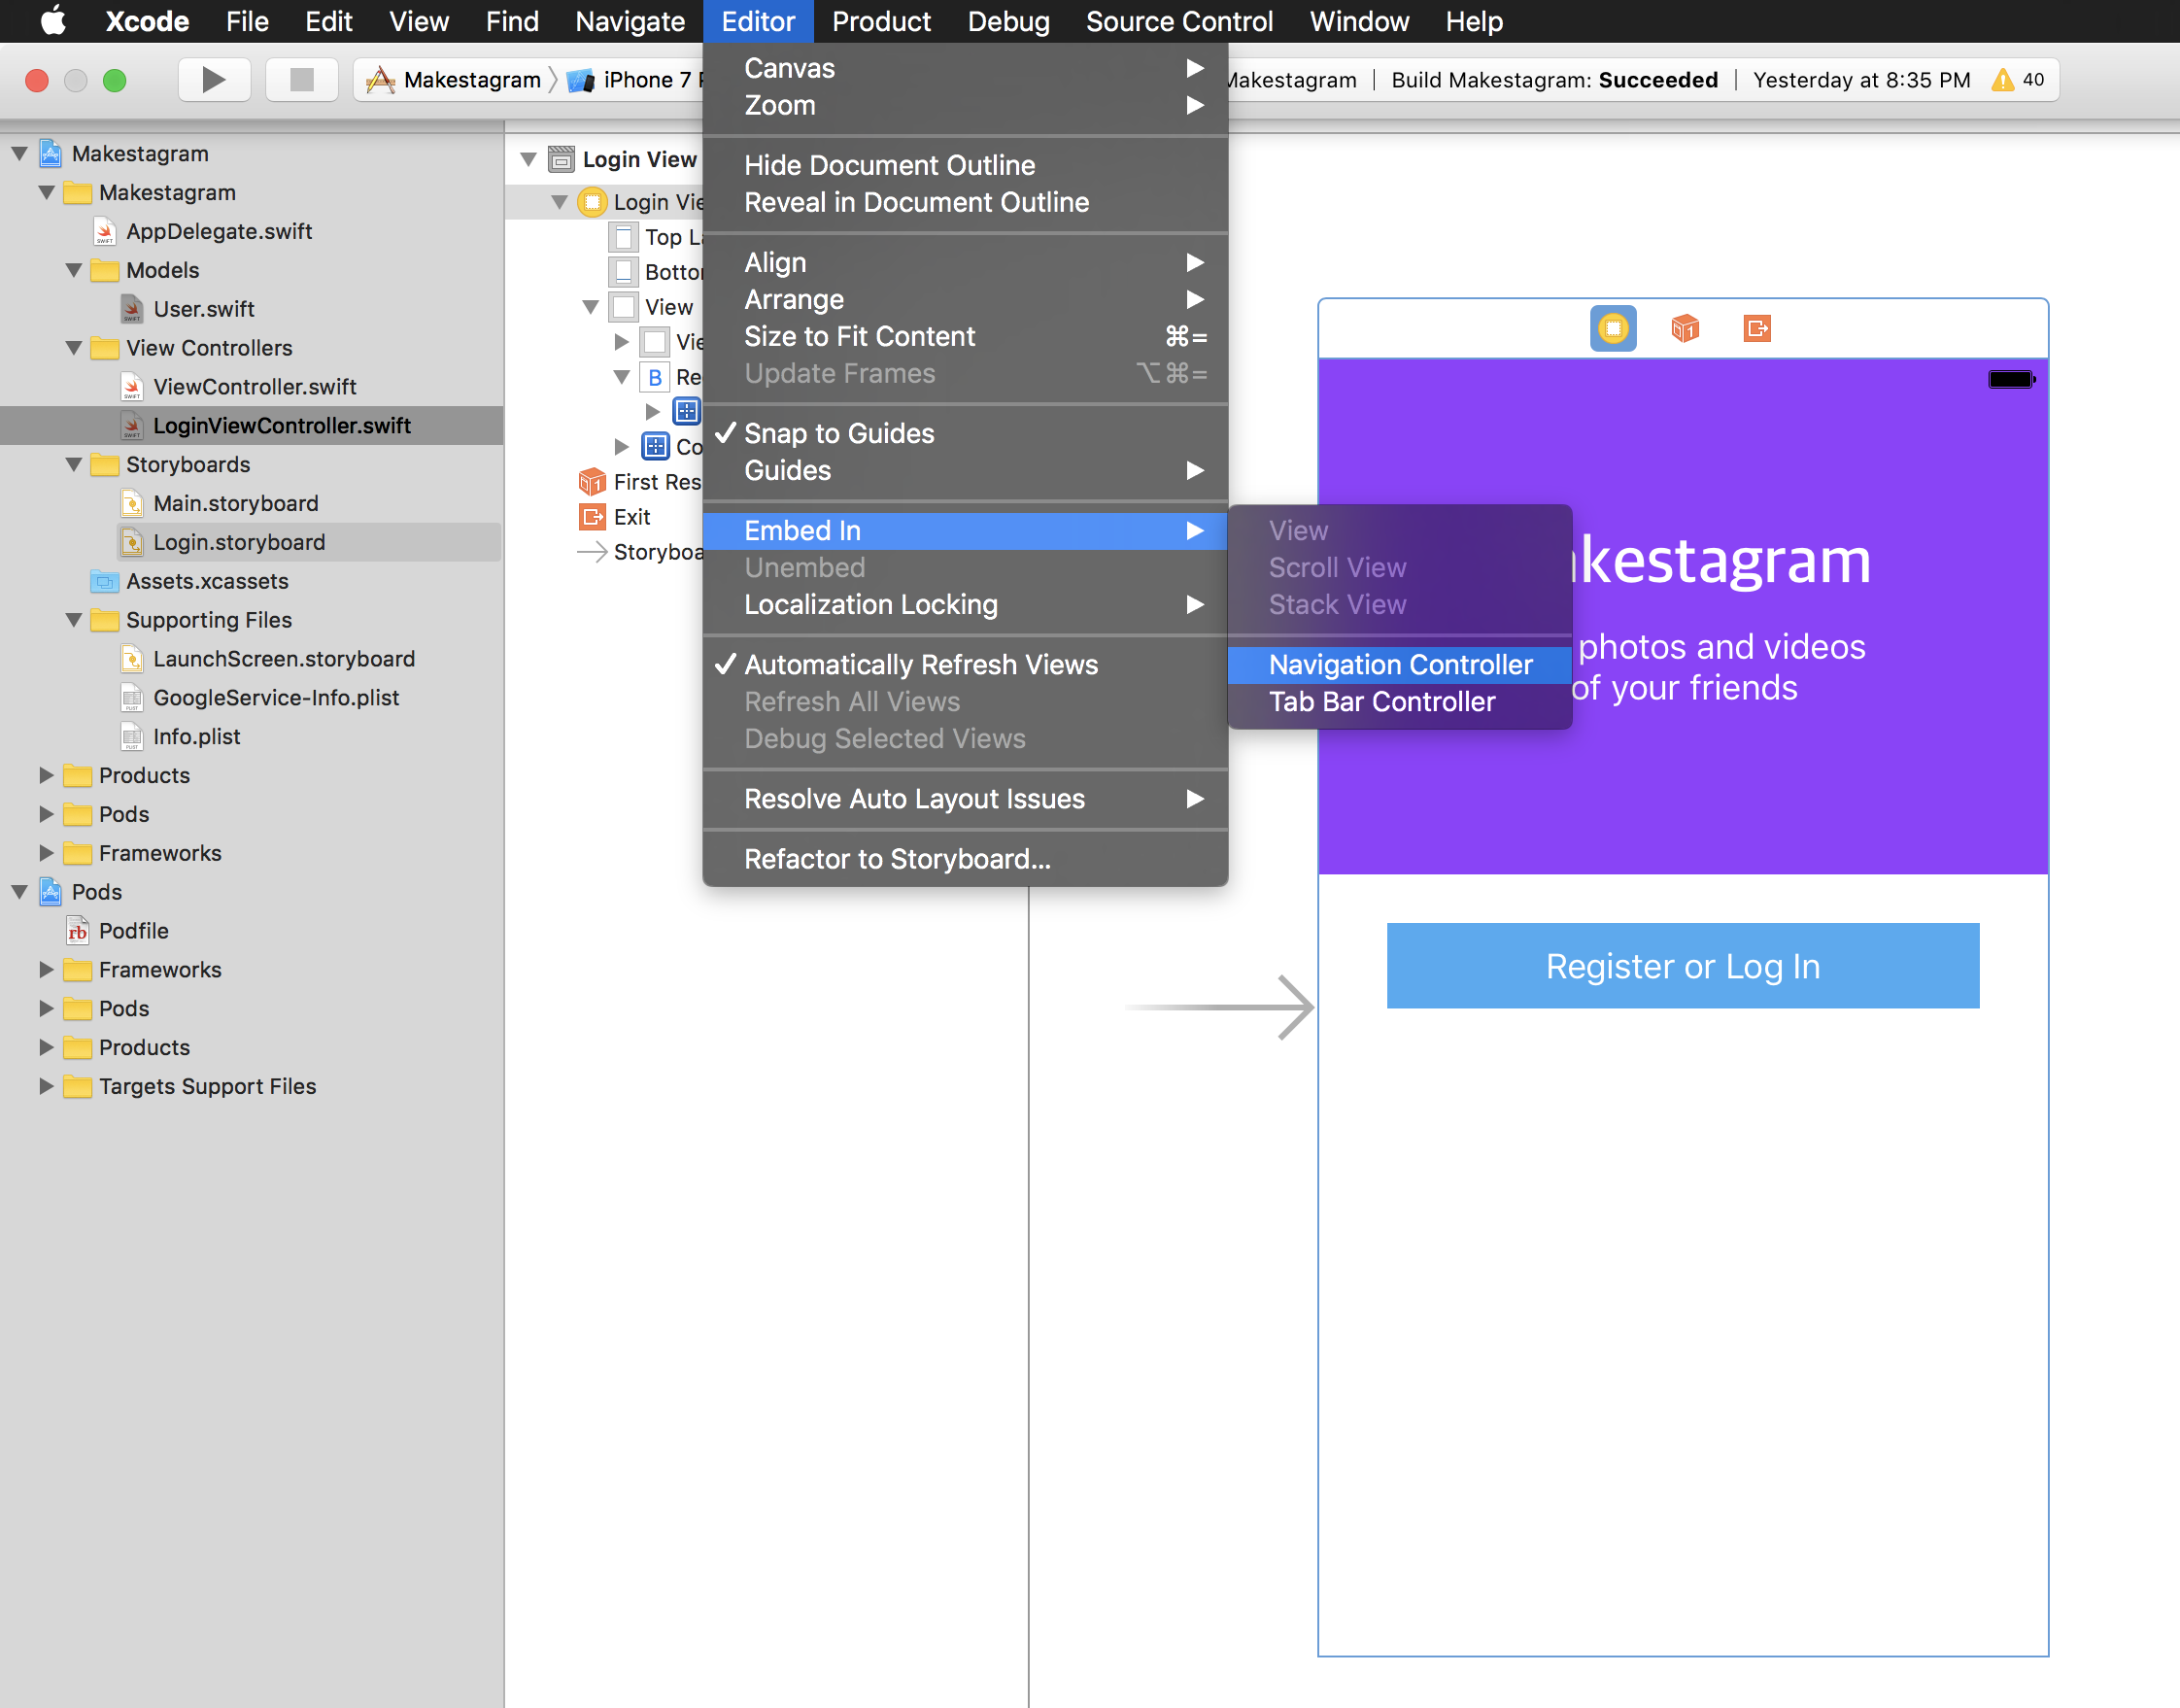 Xcode File Edit View Find Navigate Editor Product Debug Source Control Window Help
Makestagram iPhone 7 Makestagram | Build Makestagram: Succeeded | Yesterday at 8:35 PM 40
Makestagram
Makestagram
AppDelegate.swift
Models
User.swift
View Controllers
ViewController.swift
LoginViewController.swift
Storyboards
Main.storyboard
Login.storyboard
Assets.xcassets
Supporting Files
LaunchScreen.storyboard
GoogleService-Info.plist
Info.plist
Products
Pods
Frameworks
Pods
Podfile
Frameworks
Pods
Products
Targets Support Files
Login View
Login Vie
Top La
Botto
View
Vie
B Re
Co
First Res
Exit
Storyboa
Canvas
Zoom
Hide Document Outline
Reveal in Document Outline
Align
Arrange
Size to Fit Content ⌘=
Update Frames ⌥⌘=
✓ Snap to Guides
Guides
Embed In
Unembed
Localization Locking
✓ Automatically Refresh Views
Refresh All Views
Debug Selected Views
Resolve Auto Layout Issues
Refactor to Storyboard...
View
Scroll View
Stack View
Navigation Controller
Tab Bar Controller
kestagram
photos and videos
of your friends
Register or Log In